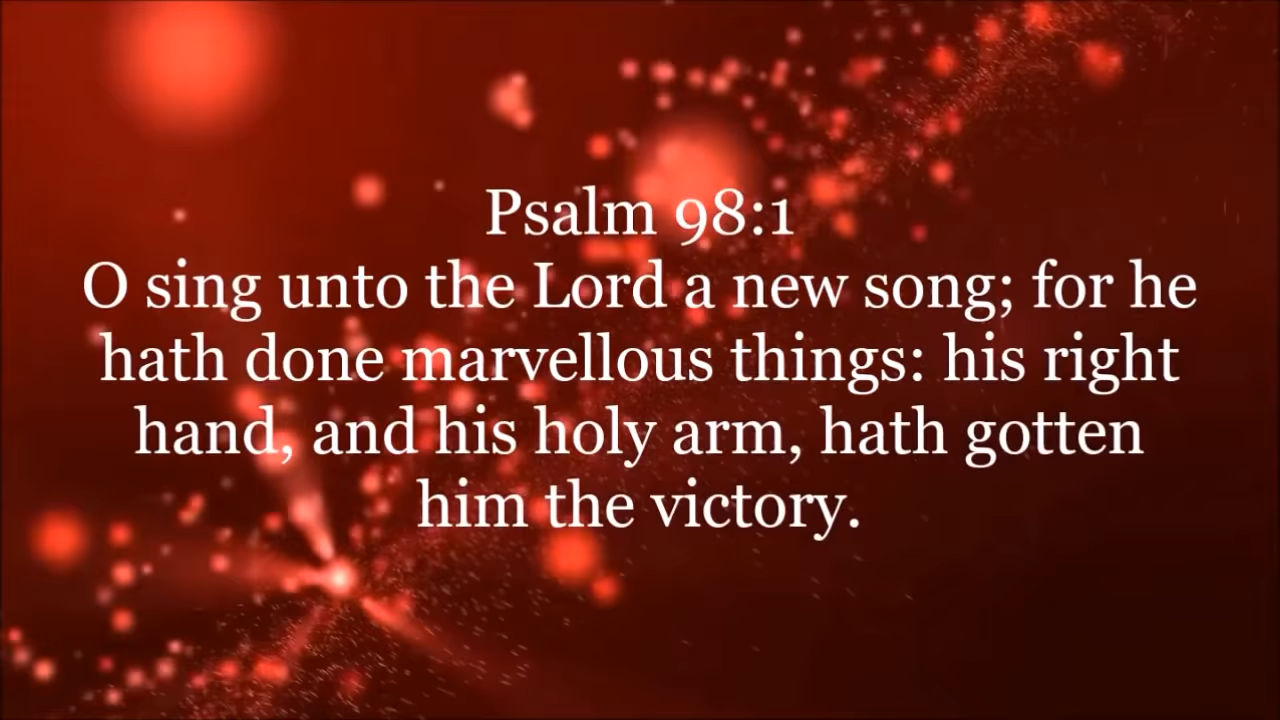 Psalm 98:1
O sing unto the Lord a new song; for he
hath done marvellous things: his right
hand, and his holy arm, hath gotten
him the victory.